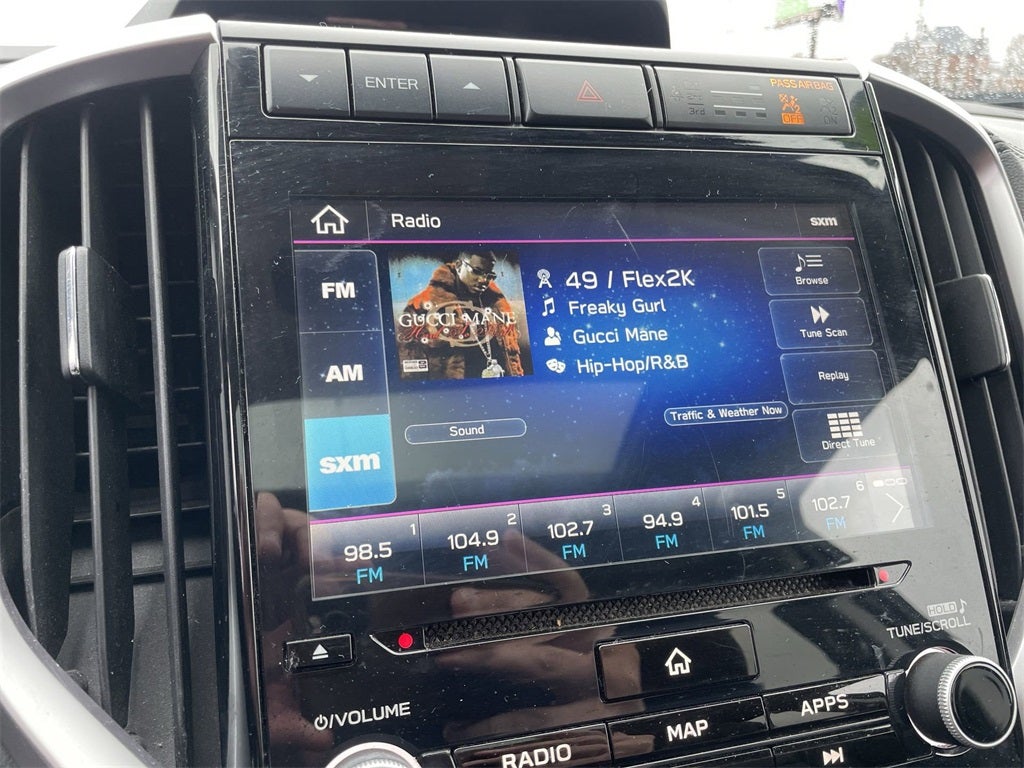 ENTER
PASS AIRBAG
3rd
OFF
ON
Radio
sxm
FM
AM
sxm
GUCCI MANE
49 / Flex2K
Freaky Gurl
Gucci Mane
Hip-Hop/R&B
Browse
Tune Scan
Replay
Direct Tune
Sound
Traffic & Weather Now
1
98.5
FM
2
104.9
FM
3
102.7
FM
4
94.9
FM
5
101.5
FM
6
102.7
FM
HOLD
TUNE/SCROLL
/VOLUME
RADIO
MAP
APPS